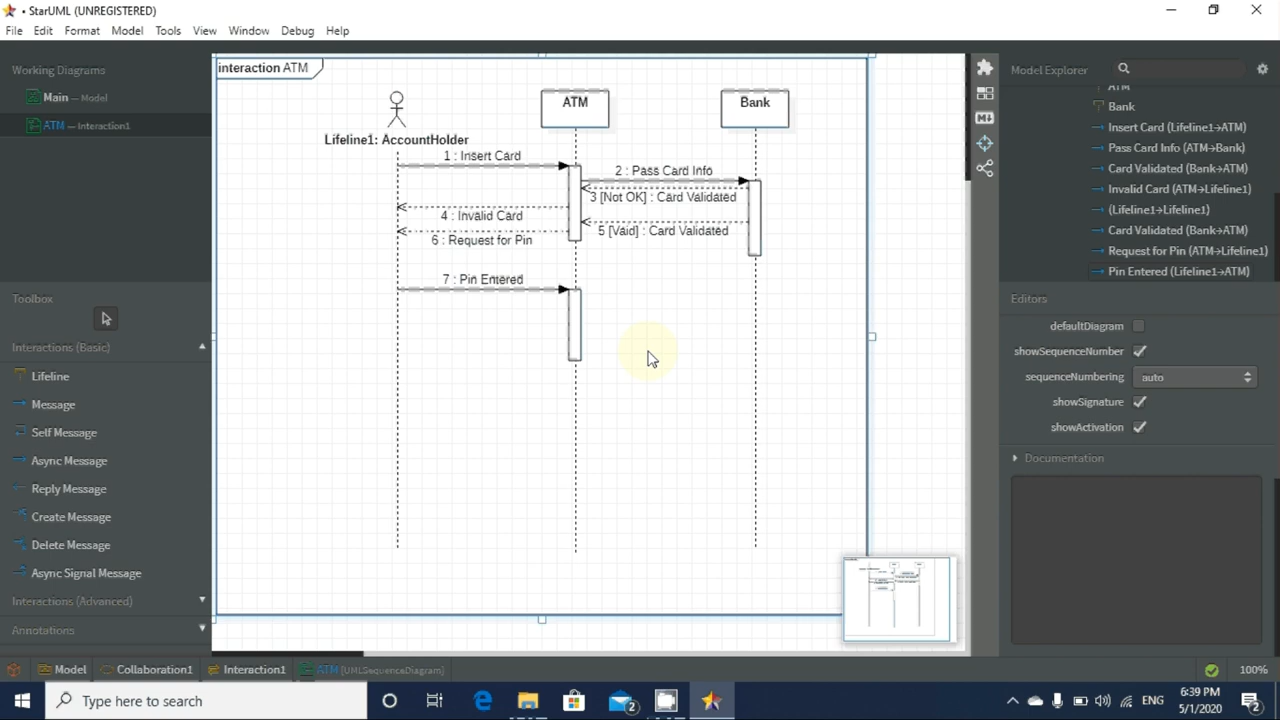 • StarUML (UNREGISTERED)
File Edit Format Model Tools View Window Debug Help
Working Diagrams
Main — Model
ATM — Interaction1
Toolbox
Interactions (Basic)
Lifeline
Message
Self Message
Async Message
Reply Message
Create Message
Delete Message
Async Signal Message
Interactions (Advanced)
Annotations
interaction ATM
ATM
Bank
Lifeline1: AccountHolder
1 : Insert Card
2 : Pass Card Info
3 [Not OK] : Card Validated
4 : Invalid Card
5 [Vaid] : Card Validated
6 : Request for Pin
7 : Pin Entered
Model Explorer
ATM
Bank
Insert Card (Lifeline1→ATM)
Pass Card Info (ATM→Bank)
Card Validated (Bank→ATM)
Invalid Card (ATM→Lifeline1)
(Lifeline1→Lifeline1)
Card Validated (Bank→ATM)
Request for Pin (ATM→Lifeline1)
Pin Entered (Lifeline1→ATM)
Editors
defaultDiagram
showSequenceNumber
sequenceNumbering auto
showSignature
showActivation
Documentation
Model Collaboration1 Interaction1 ATM [UMLSequenceDiagram]
100%
Type here to search
2
ENG
6:39 PM
5/1/2020
2